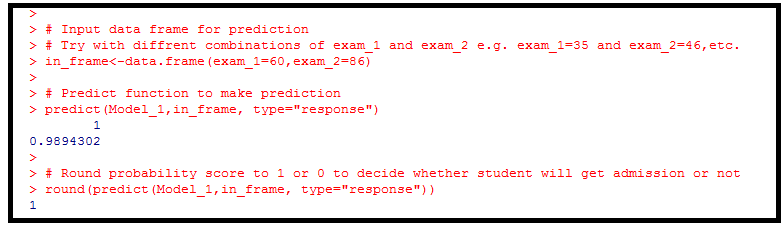 >
> # Input data frame for prediction
> # Try with diffrent combinations of exam_1 and exam_2 e.g. exam_1=35 and exam_2=46,etc.
> in_frame<-data.frame(exam_1=60,exam_2=86)
>
> # Predict function to make prediction
> predict(Model_1,in_frame, type="response")
1
0.9894302
>
> # Round probability score to 1 or 0 to decide whether student will get admission or not
> round(predict(Model_1,in_frame, type="response"))
1